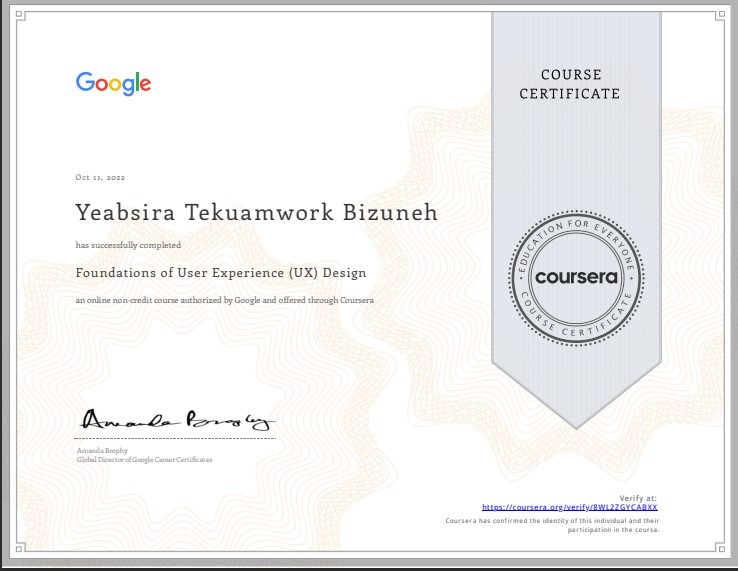 Google
COURSE
CERTIFICATE
Oct 11, 2022
Yeabsira Tekuamwork Bizuneh
has successfully completed
Foundations of User Experience (UX) Design
an online non-credit course authorized by Google and offered through Coursera
EDUCATION FOR EVERYONE
coursera
COURSE CERTIFICATE
Amanda Brophy
Amanda Brophy
Global Director of Google Career Certificates
Verify at:
https://coursera.org/verify/8WL2ZGYCABXX
Coursera has confirmed the identity of this individual and their
participation in the course.